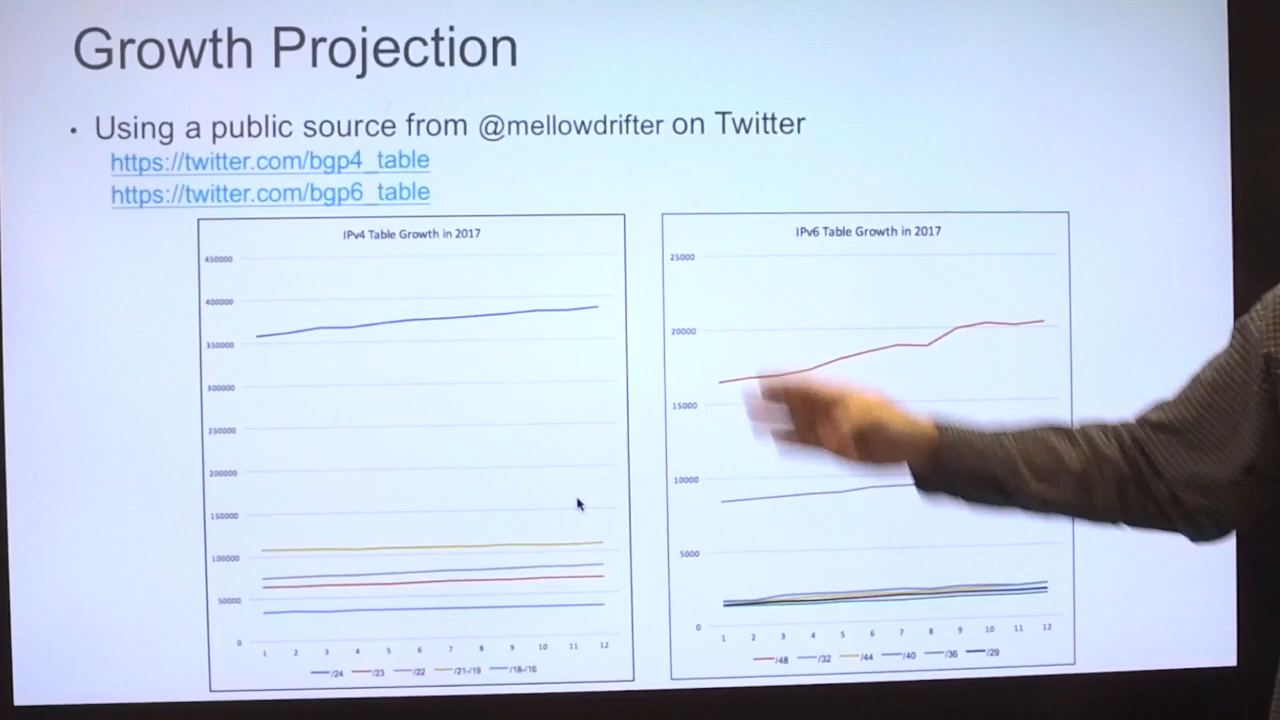 Growth Projection
• Using a public source from @mellowdrifter on Twitter
https://twitter.com/bgp4_table
https://twitter.com/bgp6_table
IPv4 Table Growth in 2017
450000
400000
350000
300000
250000
200000
150000
100000
50000
0
1 2 3 4 5 6 7 8 9 10 11 12
/24 /23 /22 /21-/19 /18-/16
IPv6 Table Growth in 2017
25000
20000
15000
10000
5000
0
1 2 3 4 5 6 7 8 9 10 11 12
/48 /32 /44 /40 /36 /29